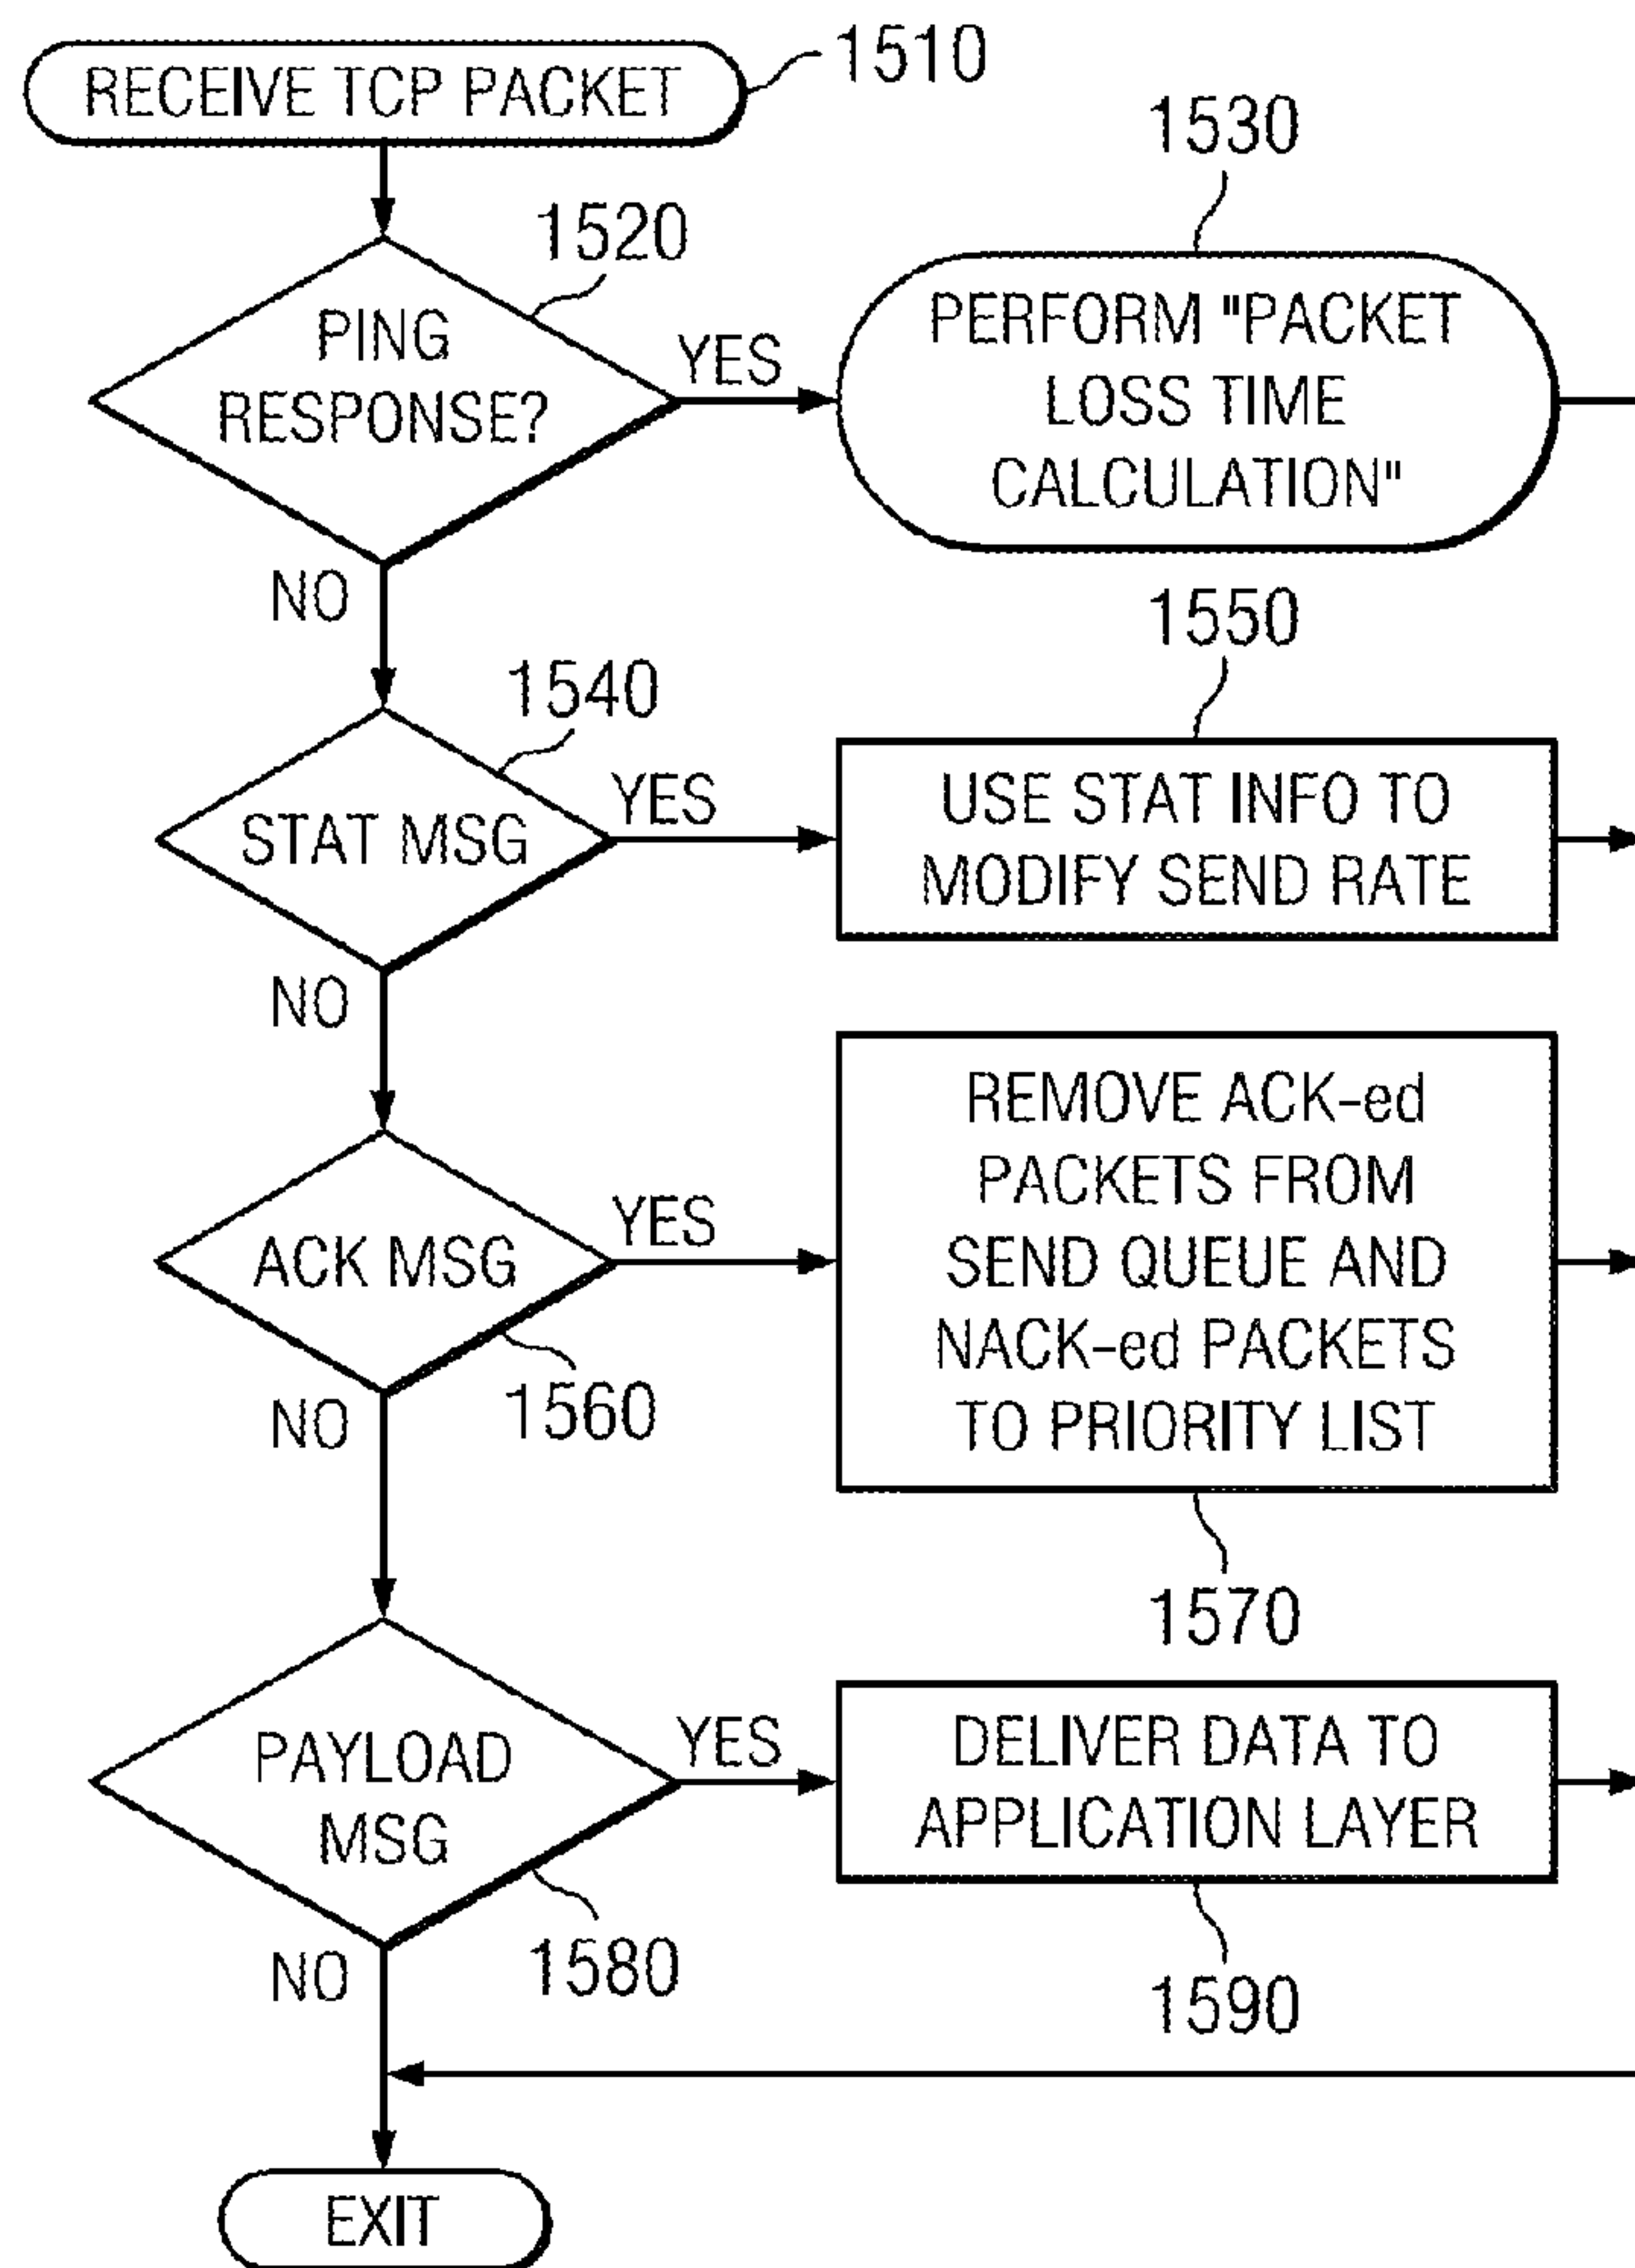 RECEIVE TCP PACKET
1510
1530
1520
PING
RESPONSE?
YES
PERFORM "PACKET
LOSS TIME
CALCULATION"
NO
1550
1540
STAT MSG
YES
USE STAT INFO TO
MODIFY SEND RATE
NO
ACK MSG
YES
REMOVE ACK-ed
PACKETS FROM
SEND QUEUE AND
NACK-ed PACKETS
TO PRIORITY LIST
NO
1560
1570
PAYLOAD
MSG
YES
DELIVER DATA TO
APPLICATION LAYER
NO
1580
1590
EXIT